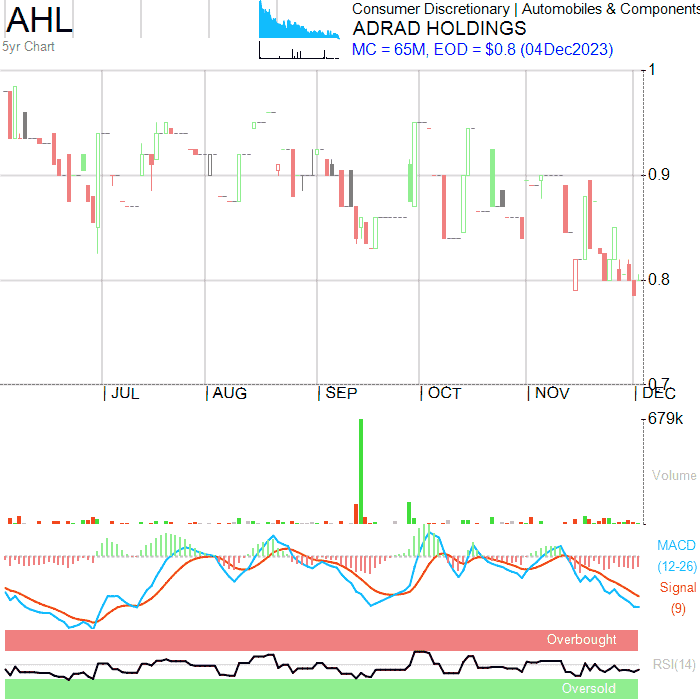 AHL
5yr Chart
Consumer Discretionary | Automobiles & Components
ADRAD HOLDINGS
MC = 65M, EOD = $0.8 (04Dec2023)
1
0.9
0.8
0.7
JUL
AUG
SEP
OCT
NOV
DEC
679k
Volume
MACD
(12-26)
Signal
(9)
Overbought
RSI(14)
Oversold